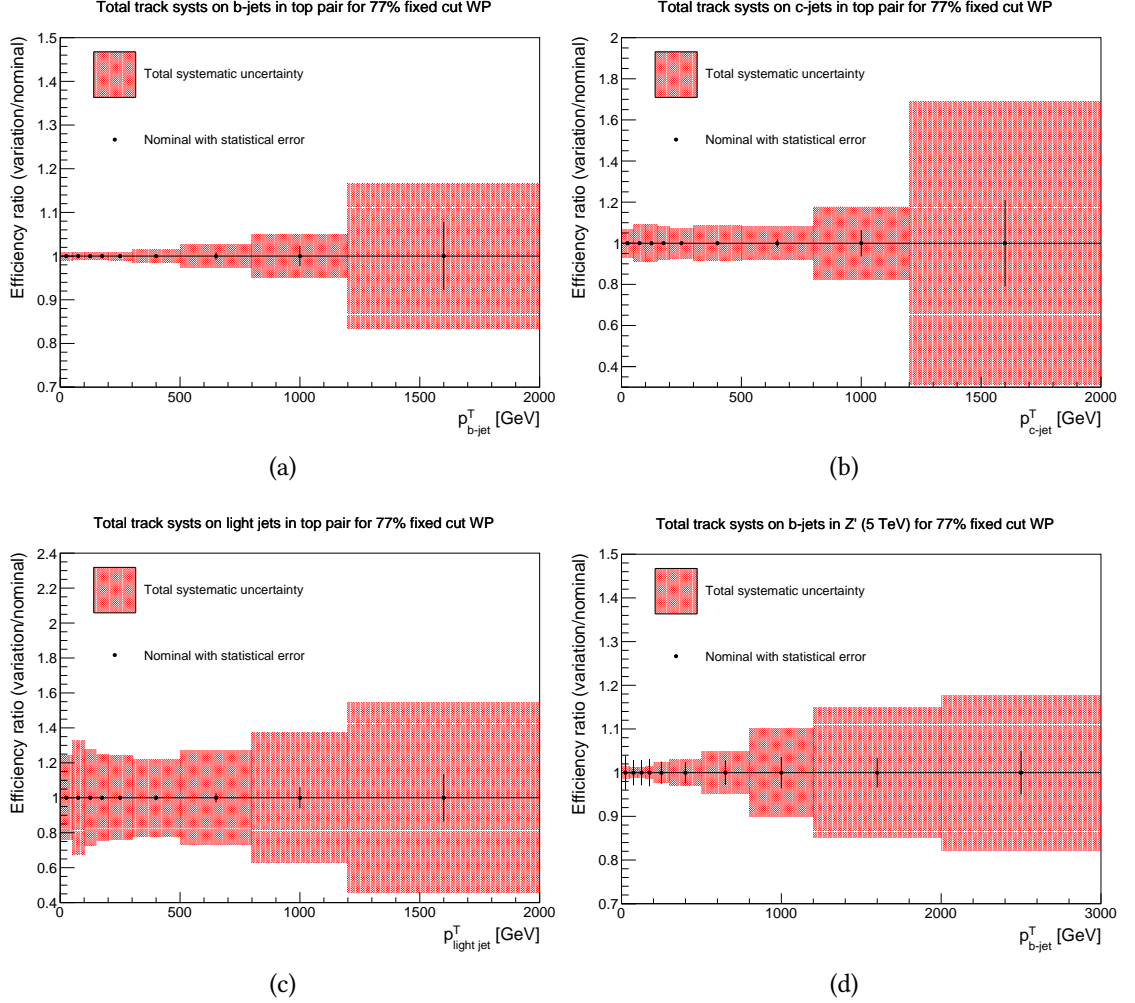 Total track systs on b-jets in top pair for 77% fixed cut WP
Efficiency ratio (variation/nominal)
1.5
1.4
1.3
1.2
1.1
1
0.9
0.8
0.7
Total systematic uncertainty
Nominal with statistical error
0 500 1000 1500 2000
p^T_b-jet [GeV]
(a)
Total track systs on c-jets in top pair for 77% fixed cut WP
Efficiency ratio (variation/nominal)
2
1.8
1.6
1.4
1.2
1
0.8
0.6
0.4
Total systematic uncertainty
Nominal with statistical error
0 500 1000 1500 2000
p^T_c-jet [GeV]
(b)
Total track systs on light jets in top pair for 77% fixed cut WP
Efficiency ratio (variation/nominal)
2.4
2.2
2
1.8
1.6
1.4
1.2
1
0.8
0.6
0.4
Total systematic uncertainty
Nominal with statistical error
0 500 1000 1500 2000
p^T_light jet [GeV]
(c)
Total track systs on b-jets in Z' (5 TeV) for 77% fixed cut WP
Efficiency ratio (variation/nominal)
1.5
1.4
1.3
1.2
1.1
1
0.9
0.8
0.7
Total systematic uncertainty
Nominal with statistical error
0 1000 2000 3000
p^T_b-jet [GeV]
(d)